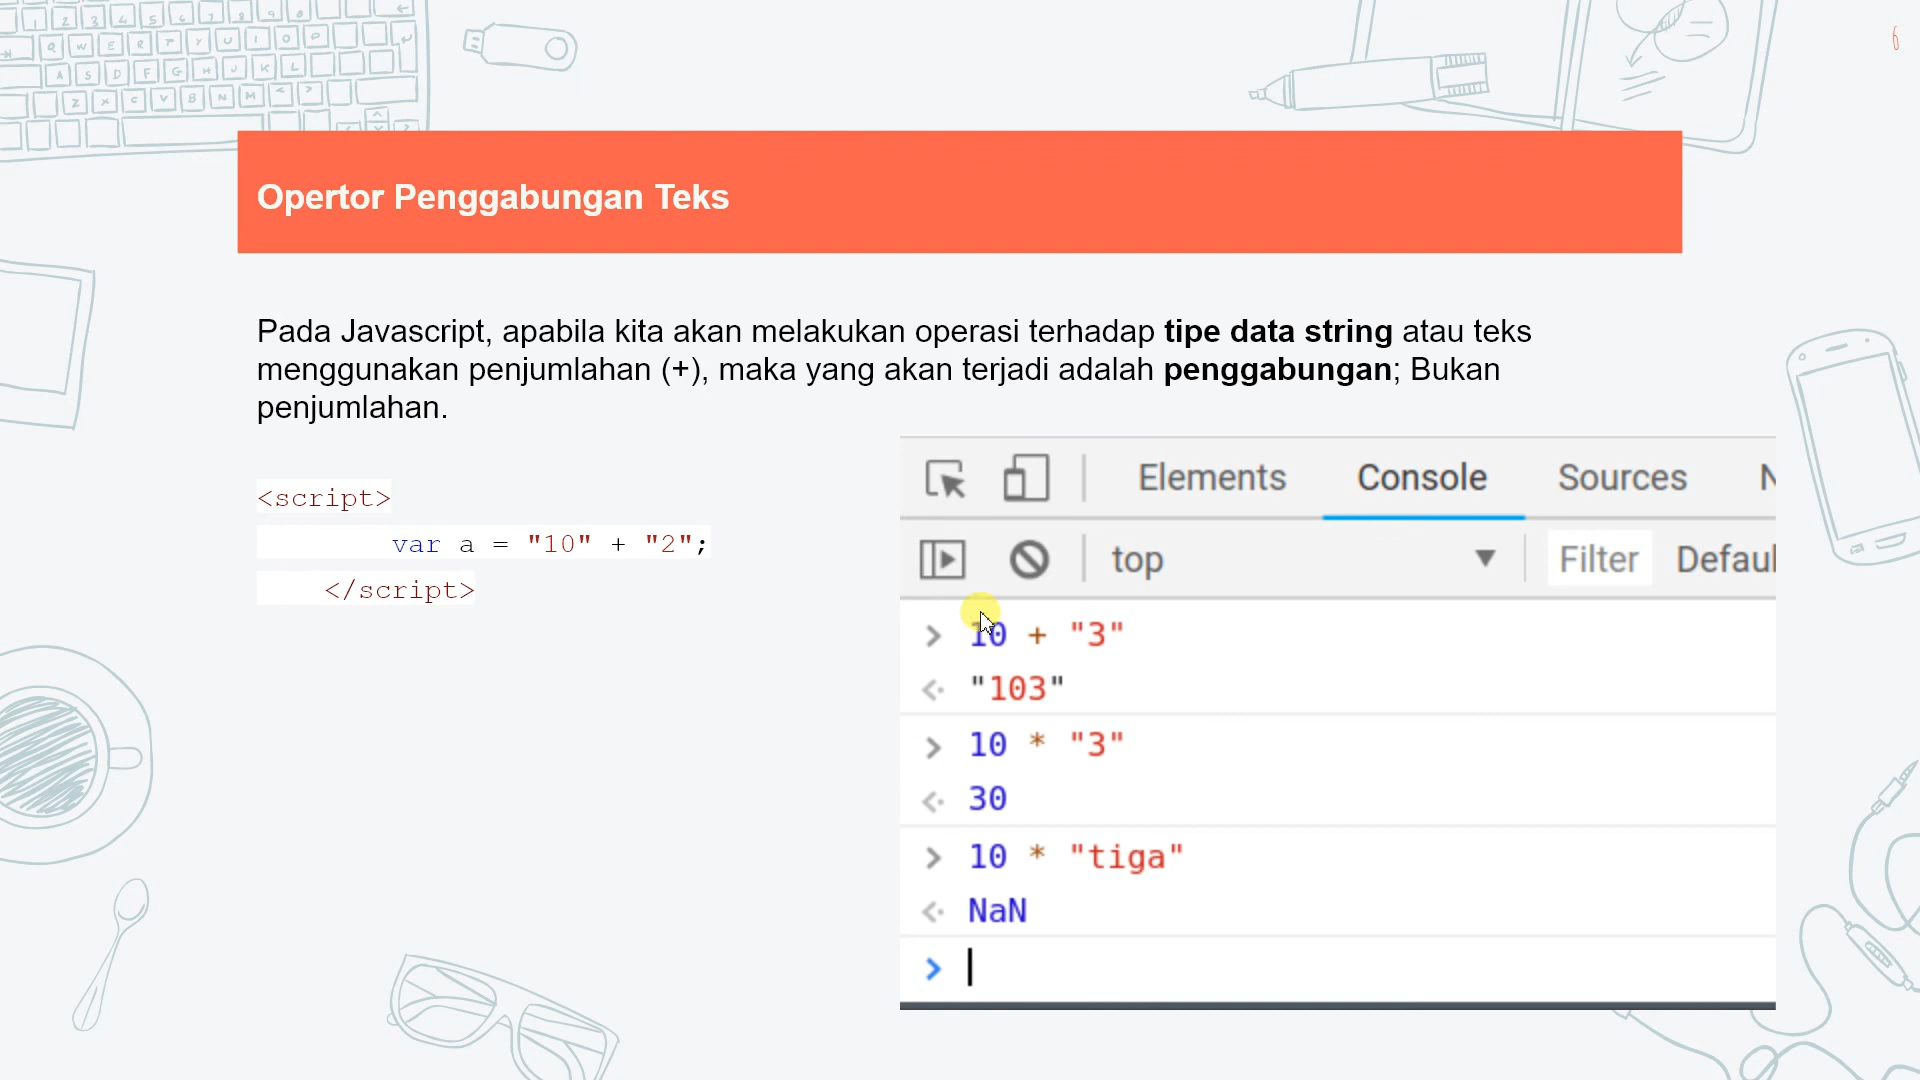 6
Opertor Penggabungan Teks
Pada Javascript, apabila kita akan melakukan operasi terhadap tipe data string atau teks
menggunakan penjumlahan (+), maka yang akan terjadi adalah penggabungan; Bukan
penjumlahan.
<script>
var a = "10" + "2";
</script>
Elements Console Sources N
top Filter Defaul
> 10 + "3"
"103"
> 10 * "3"
30
> 10 * "tiga"
NaN
>